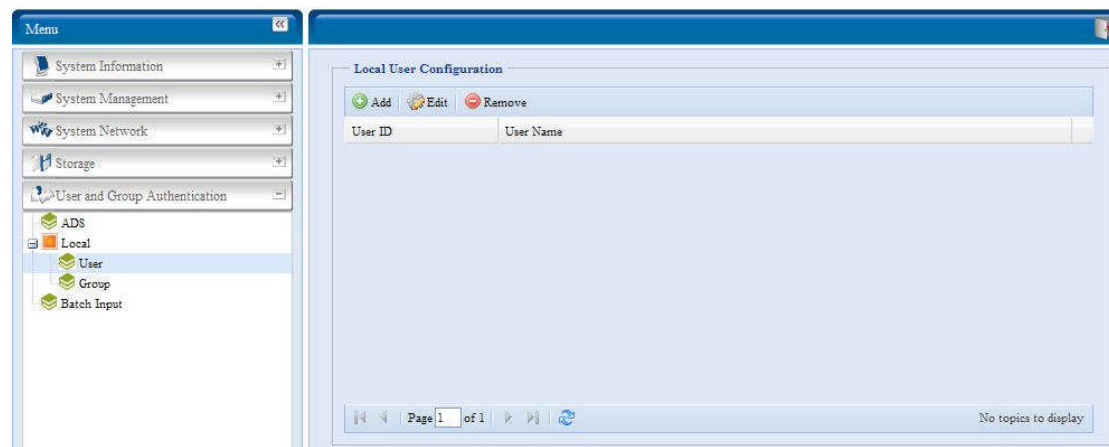 Menu
System Information
System Management
System Network
Storage
User and Group Authentication
ADS
Local
User
Group
Batch Input
Local User Configuration
Add Edit Remove
User ID User Name
Page 1 of 1 No topics to display